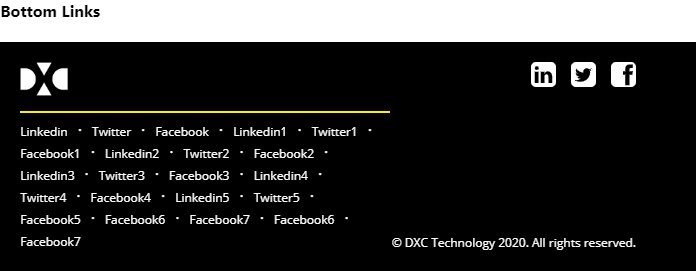 Bottom Links
DXC
Linkedin · Twitter · Facebook · Linkedin1 · Twitter1 ·
Facebook1 · Linkedin2 · Twitter2 · Facebook2 ·
Linkedin3 · Twitter3 · Facebook3 · Linkedin4 ·
Twitter4 · Facebook4 · Linkedin5 · Twitter5 ·
Facebook5 · Facebook6 · Facebook7 · Facebook6 ·
Facebook7
© DXC Technology 2020. All rights reserved.